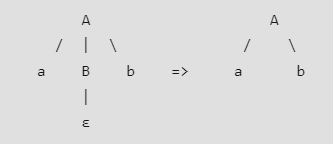 A A
/ | \ / \
a B b => a b
|
ε